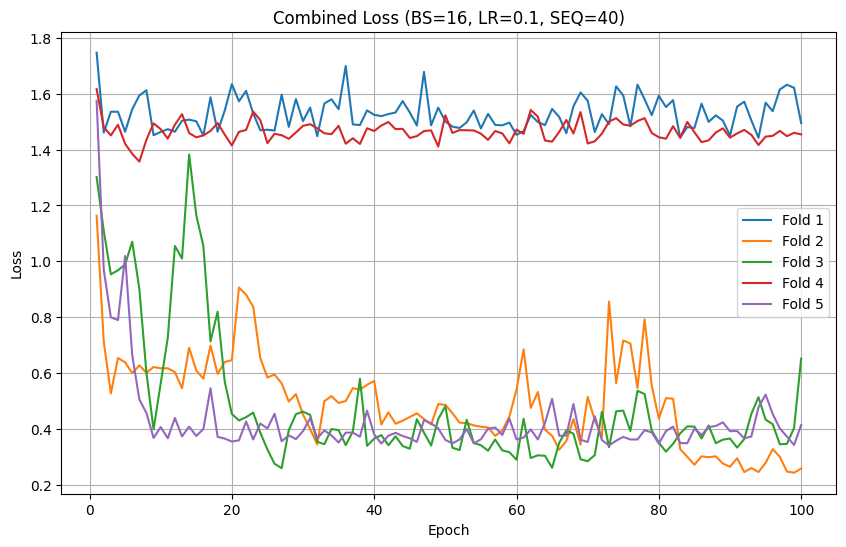 Combined Loss (BS=16, LR=0.1, SEQ=40)
1.8
1.6
1.4
1.2
1.0
0.8
0.6
0.4
0.2
Loss
Fold 1
Fold 2
Fold 3
Fold 4
Fold 5
0 20 40 60 80 100
Epoch